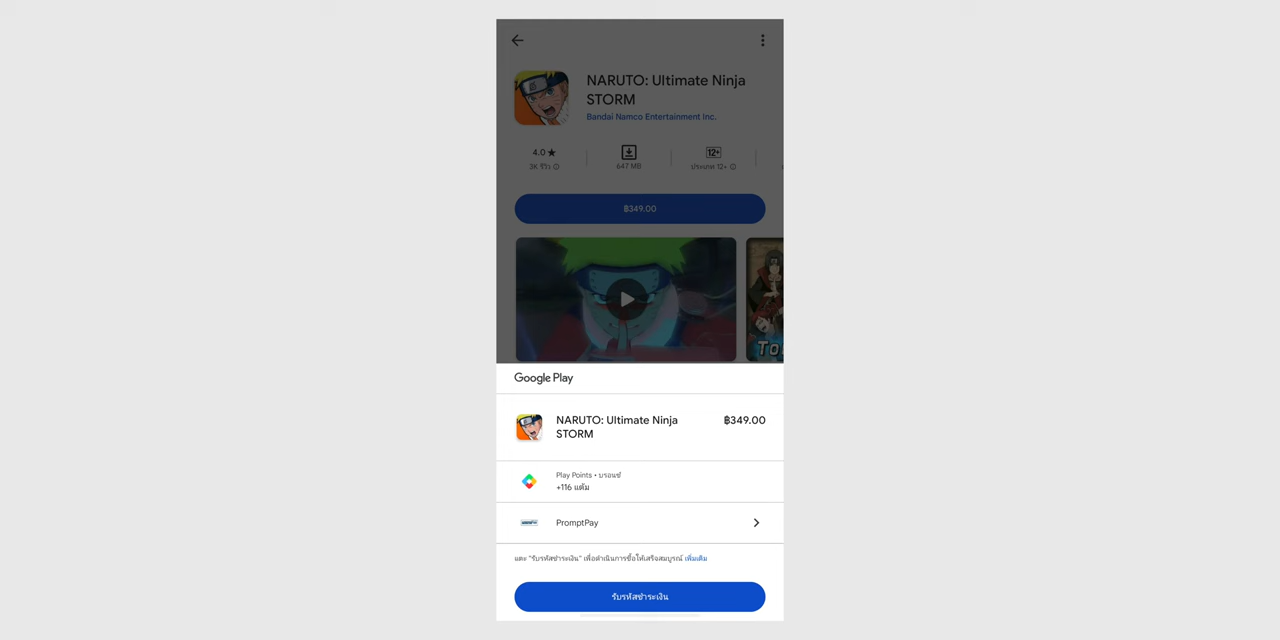 NARUTO: Ultimate Ninja
STORM
Bandai Namco Entertainment Inc.
4.0★
3K รีวิว
647 MB
12+
ประเภท 12+
฿349.00
To
Google Play
NARUTO: Ultimate Ninja
STORM
฿349.00
Play Points • บรอนซ์
+116 แต้ม
PromptPay
แตะ "รับรหัสชำระเงิน" เพื่อดำเนินการซื้อให้เสร็จสมบูรณ์ เพิ่มเติม
รับรหัสชำระเงิน